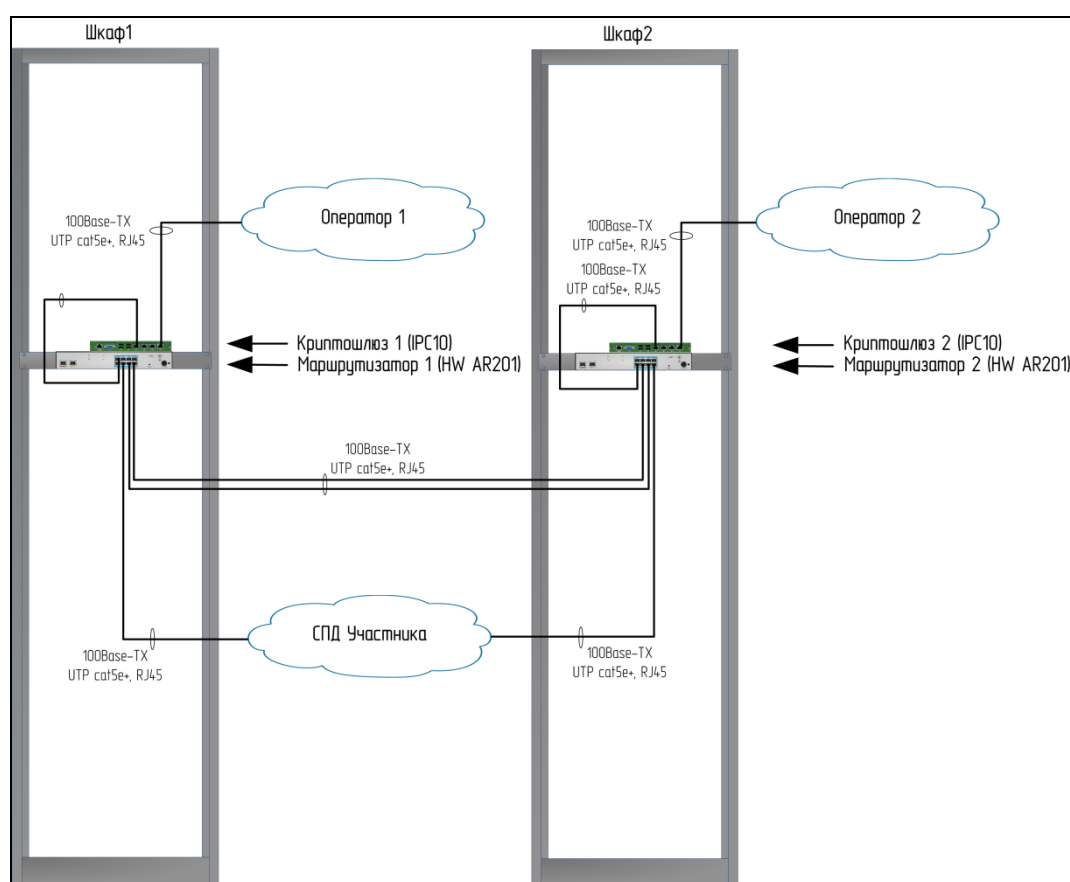 Шкаф1
Шкаф2
Оператор 1
Оператор 2
100Base-TX
UTP cat5e+, RJ45
100Base-TX
UTP cat5e+, RJ45
100Base-TX
UTP cat5e+, RJ45
Криптошлюз 1 (IPC10)
Маршрутизатор 1 (HW AR201)
Криптошлюз 2 (IPC10)
Маршрутизатор 2 (HW AR201)
100Base-TX
UTP cat5e+, RJ45
СПД Участника
100Base-TX
UTP cat5e+, RJ45
100Base-TX
UTP cat5e+, RJ45